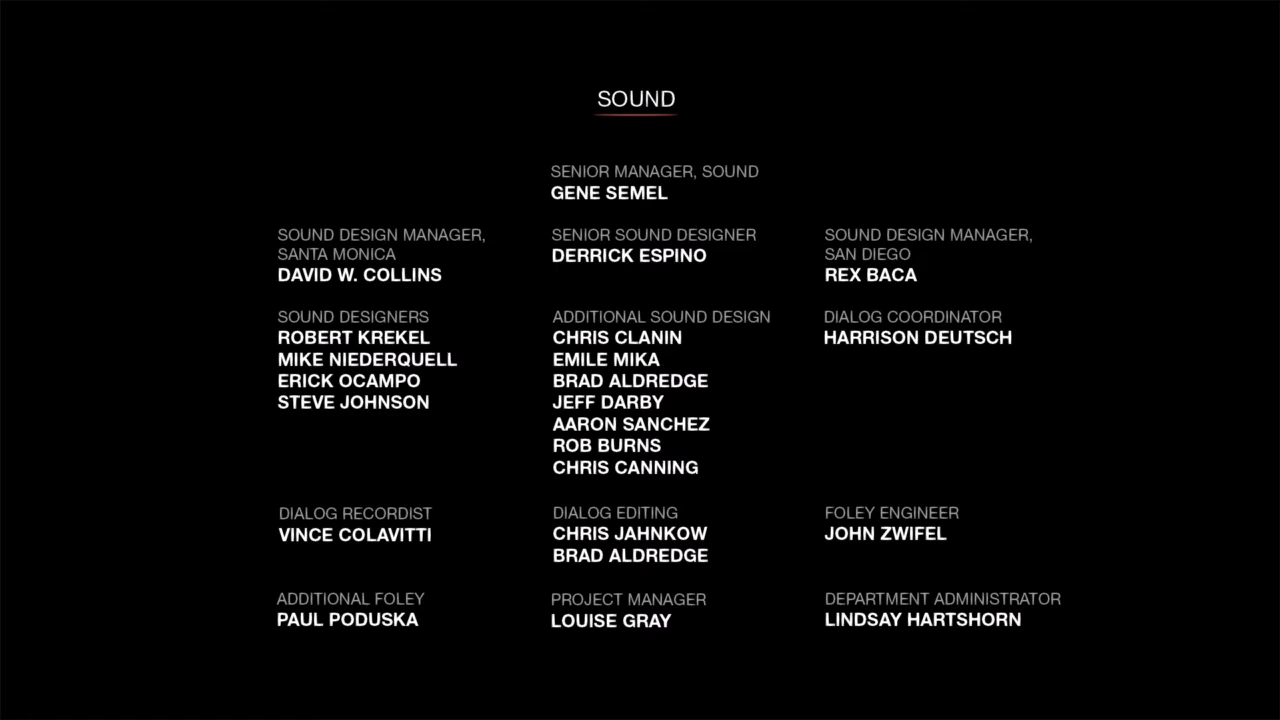 SOUND
SENIOR MANAGER, SOUND
GENE SEMEL
SOUND DESIGN MANAGER,
SANTA MONICA
DAVID W. COLLINS
SENIOR SOUND DESIGNER
DERRICK ESPINO
SOUND DESIGN MANAGER,
SAN DIEGO
REX BACA
SOUND DESIGNERS
ROBERT KREKEL
MIKE NIEDERQUELL
ERICK OCAMPO
STEVE JOHNSON
ADDITIONAL SOUND DESIGN
CHRIS CLANIN
EMILE MIKA
BRAD ALDREDGE
JEFF DARBY
AARON SANCHEZ
ROB BURNS
CHRIS CANNING
DIALOG COORDINATOR
HARRISON DEUTSCH
DIALOG RECORDIST
VINCE COLAVITTI
DIALOG EDITING
CHRIS JAHNKOW
BRAD ALDREDGE
FOLEY ENGINEER
JOHN ZWIFEL
ADDITIONAL FOLEY
PAUL PODUSKA
PROJECT MANAGER
LOUISE GRAY
DEPARTMENT ADMINISTRATOR
LINDSAY HARTSHORN